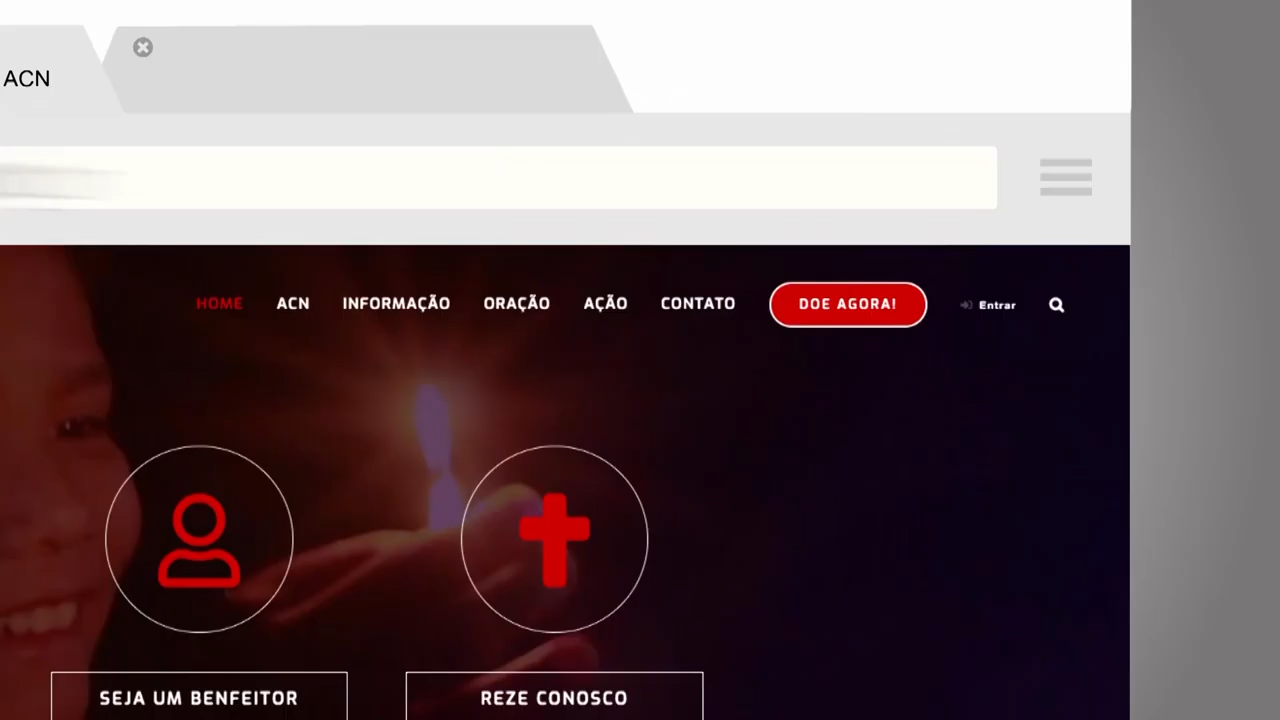 ACN
HOME ACN INFORMAÇÃO ORAÇÃO AÇÃO CONTATO DOE AGORA! Entrar
SEJA UM BENFEITOR REZE CONOSCO